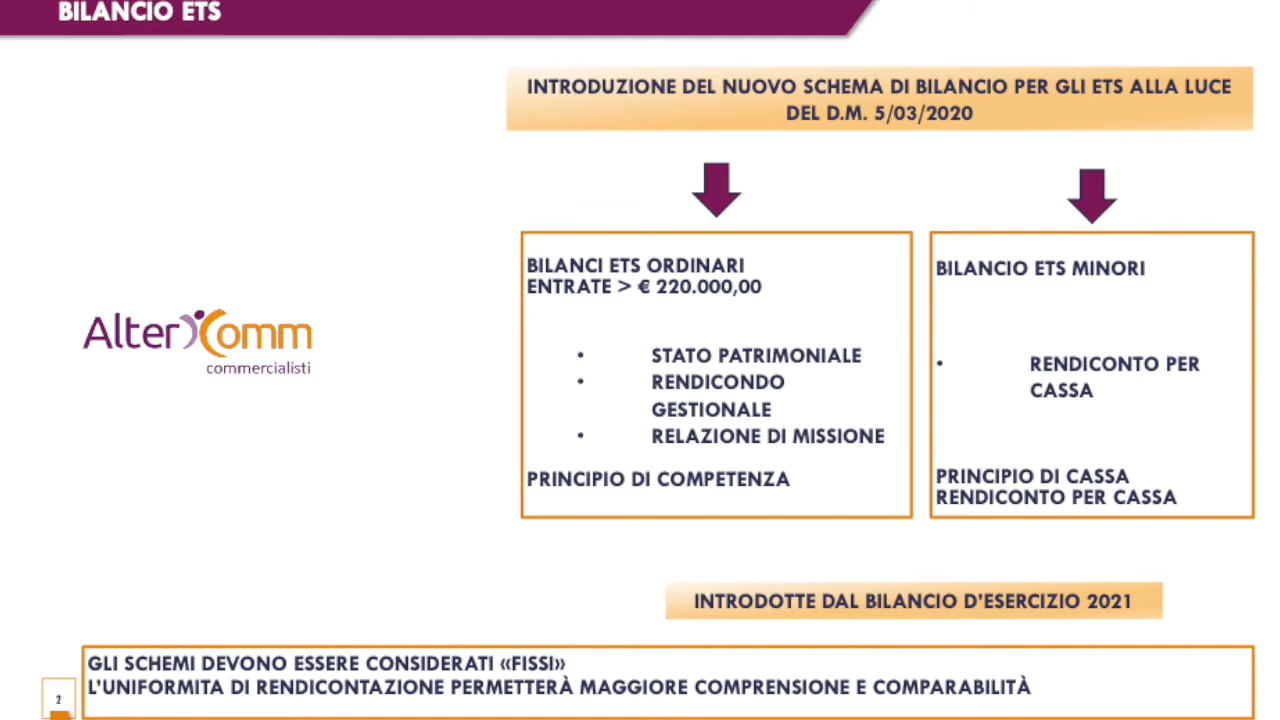 BILANCIO ETS
INTRODUZIONE DEL NUOVO SCHEMA DI BILANCIO PER GLI ETS ALLA LUCE
DEL D.M. 5/03/2020
BILANCI ETS ORDINARI
ENTRATE > € 220.000,00
• STATO PATRIMONIALE
• RENDICONDO
GESTIONALE
• RELAZIONE DI MISSIONE
PRINCIPIO DI COMPETENZA
BILANCIO ETS MINORI
• RENDICONTO PER
CASSA
PRINCIPIO DI CASSA
RENDICONTO PER CASSA
AlterComm
commercialisti
INTRODOTTE DAL BILANCIO D’ESERCIZIO 2021
GLI SCHEMI DEVONO ESSERE CONSIDERATI «FISSI»
L’UNIFORMITA DI RENDICONTAZIONE PERMETTERÀ MAGGIORE COMPRENSIONE E COMPARABILITÀ
2